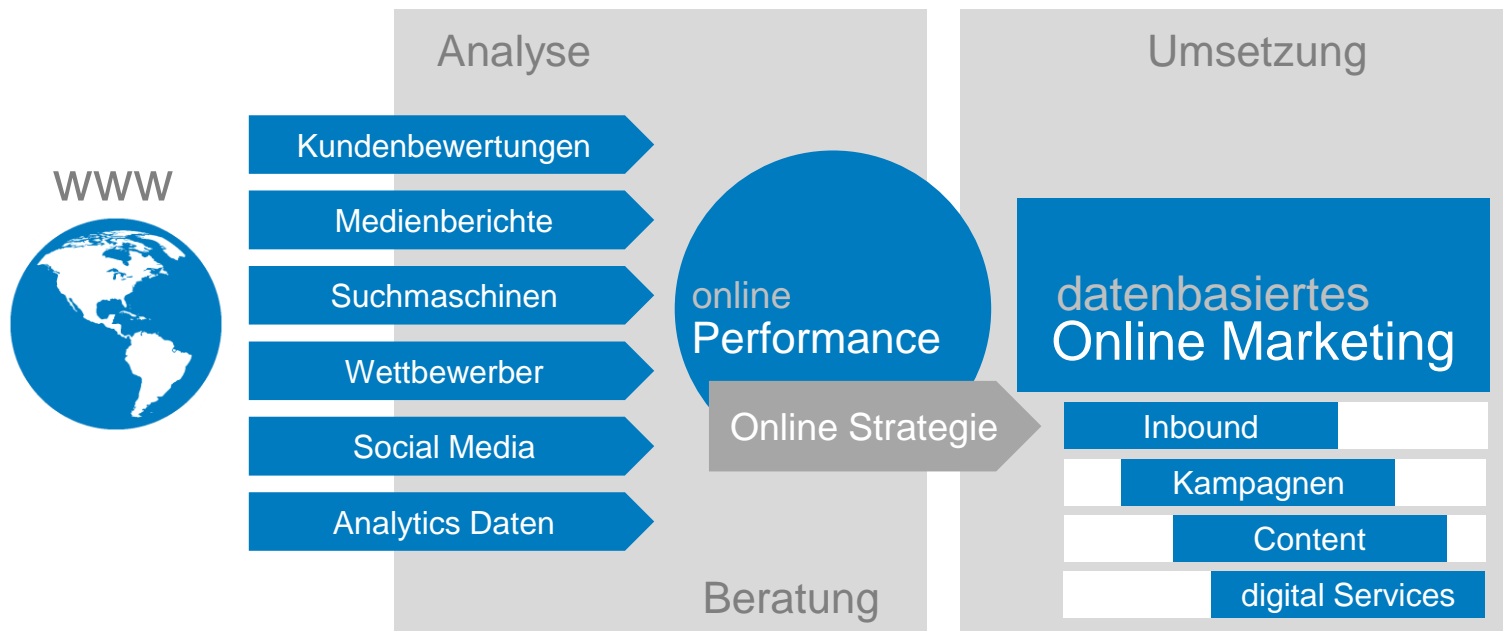 Analyse
Umsetzung
www
Kundenbewertungen
Medienberichte
Suchmaschinen
Wettbewerber
Social Media
Analytics Daten
online
Performance
Online Strategie
Beratung
datenbasiertes
Online Marketing
Inbound
Kampagnen
Content
digital Services